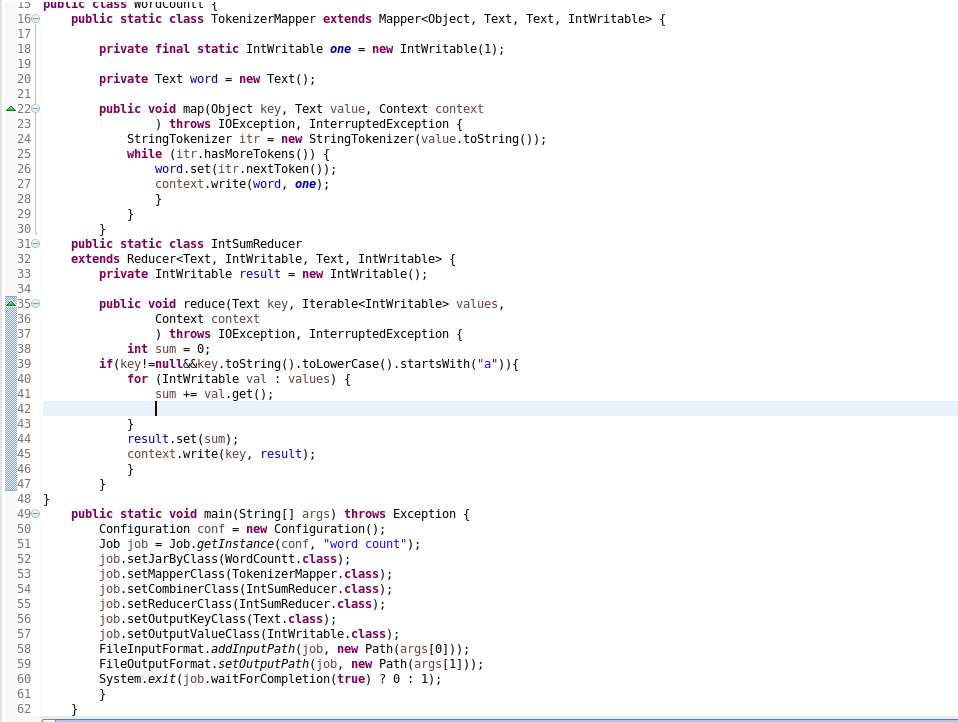 15 public class WordCountt {
16 public static class TokenizerMapper extends Mapper<Object, Text, Text, IntWritable> {
17
18 private final static IntWritable one = new IntWritable(1);
19
20 private Text word = new Text();
21
22 public void map(Object key, Text value, Context context
23 ) throws IOException, InterruptedException {
24 StringTokenizer itr = new StringTokenizer(value.toString());
25 while (itr.hasMoreTokens()) {
26 word.set(itr.nextToken());
27 context.write(word, one);
28 }
29 }
30 }
31 public static class IntSumReducer
32 extends Reducer<Text, IntWritable, Text, IntWritable> {
33 private IntWritable result = new IntWritable();
34
35 public void reduce(Text key, Iterable<IntWritable> values,
36 Context context
37 ) throws IOException, InterruptedException {
38 int sum = 0;
39 if(key!=null&&key.toString().toLowerCase().startsWith("a")){
40 for (IntWritable val : values) {
41 sum += val.get();
42
43 }
44 result.set(sum);
45 context.write(key, result);
46 }
47 }
48 }
49 public static void main(String[] args) throws Exception {
50 Configuration conf = new Configuration();
51 Job job = Job.getInstance(conf, "word count");
52 job.setJarByClass(WordCountt.class);
53 job.setMapperClass(TokenizerMapper.class);
54 job.setCombinerClass(IntSumReducer.class);
55 job.setReducerClass(IntSumReducer.class);
56 job.setOutputKeyClass(Text.class);
57 job.setOutputValueClass(IntWritable.class);
58 FileInputFormat.addInputPath(job, new Path(args[0]));
59 FileOutputFormat.setOutputPath(job, new Path(args[1]));
60 System.exit(job.waitForCompletion(true) ? 0 : 1);
61 }
62 }